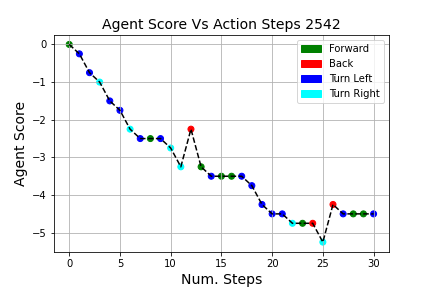 Agent Score Vs Action Steps 2542
Agent Score
0
−1
−2
−3
−4
−5
Forward
Back
Turn Left
Turn Right
0 5 10 15 20 25 30
Num. Steps